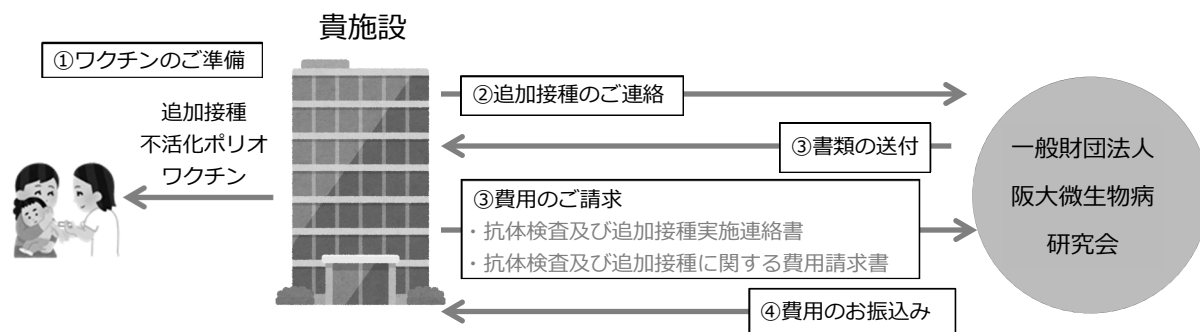 貴施設
①ワクチンのご準備
追加接種
不活化ポリオ
ワクチン
②追加接種のご連絡
③書類の送付
③費用のご請求
・抗体検査及び追加接種実施連絡書
・抗体検査及び追加接種に関する費用請求書
④費用のお振込み
一般財団法人
阪大微生物病
研究会